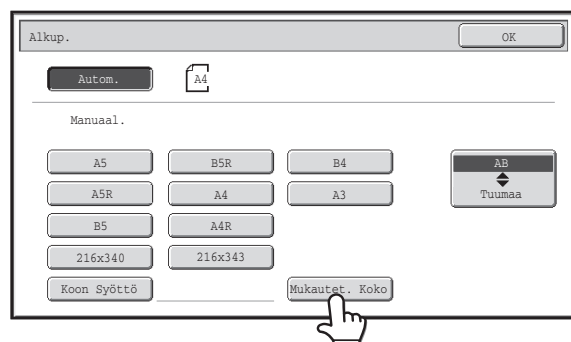 Alkup. OK
Autom. A4
Manuaal.
A5 B5R B4 AB
A5R A4 A3 Tuumaa
B5 A4R
216x340 216x343
Koon Syöttö Mukautet. Koko